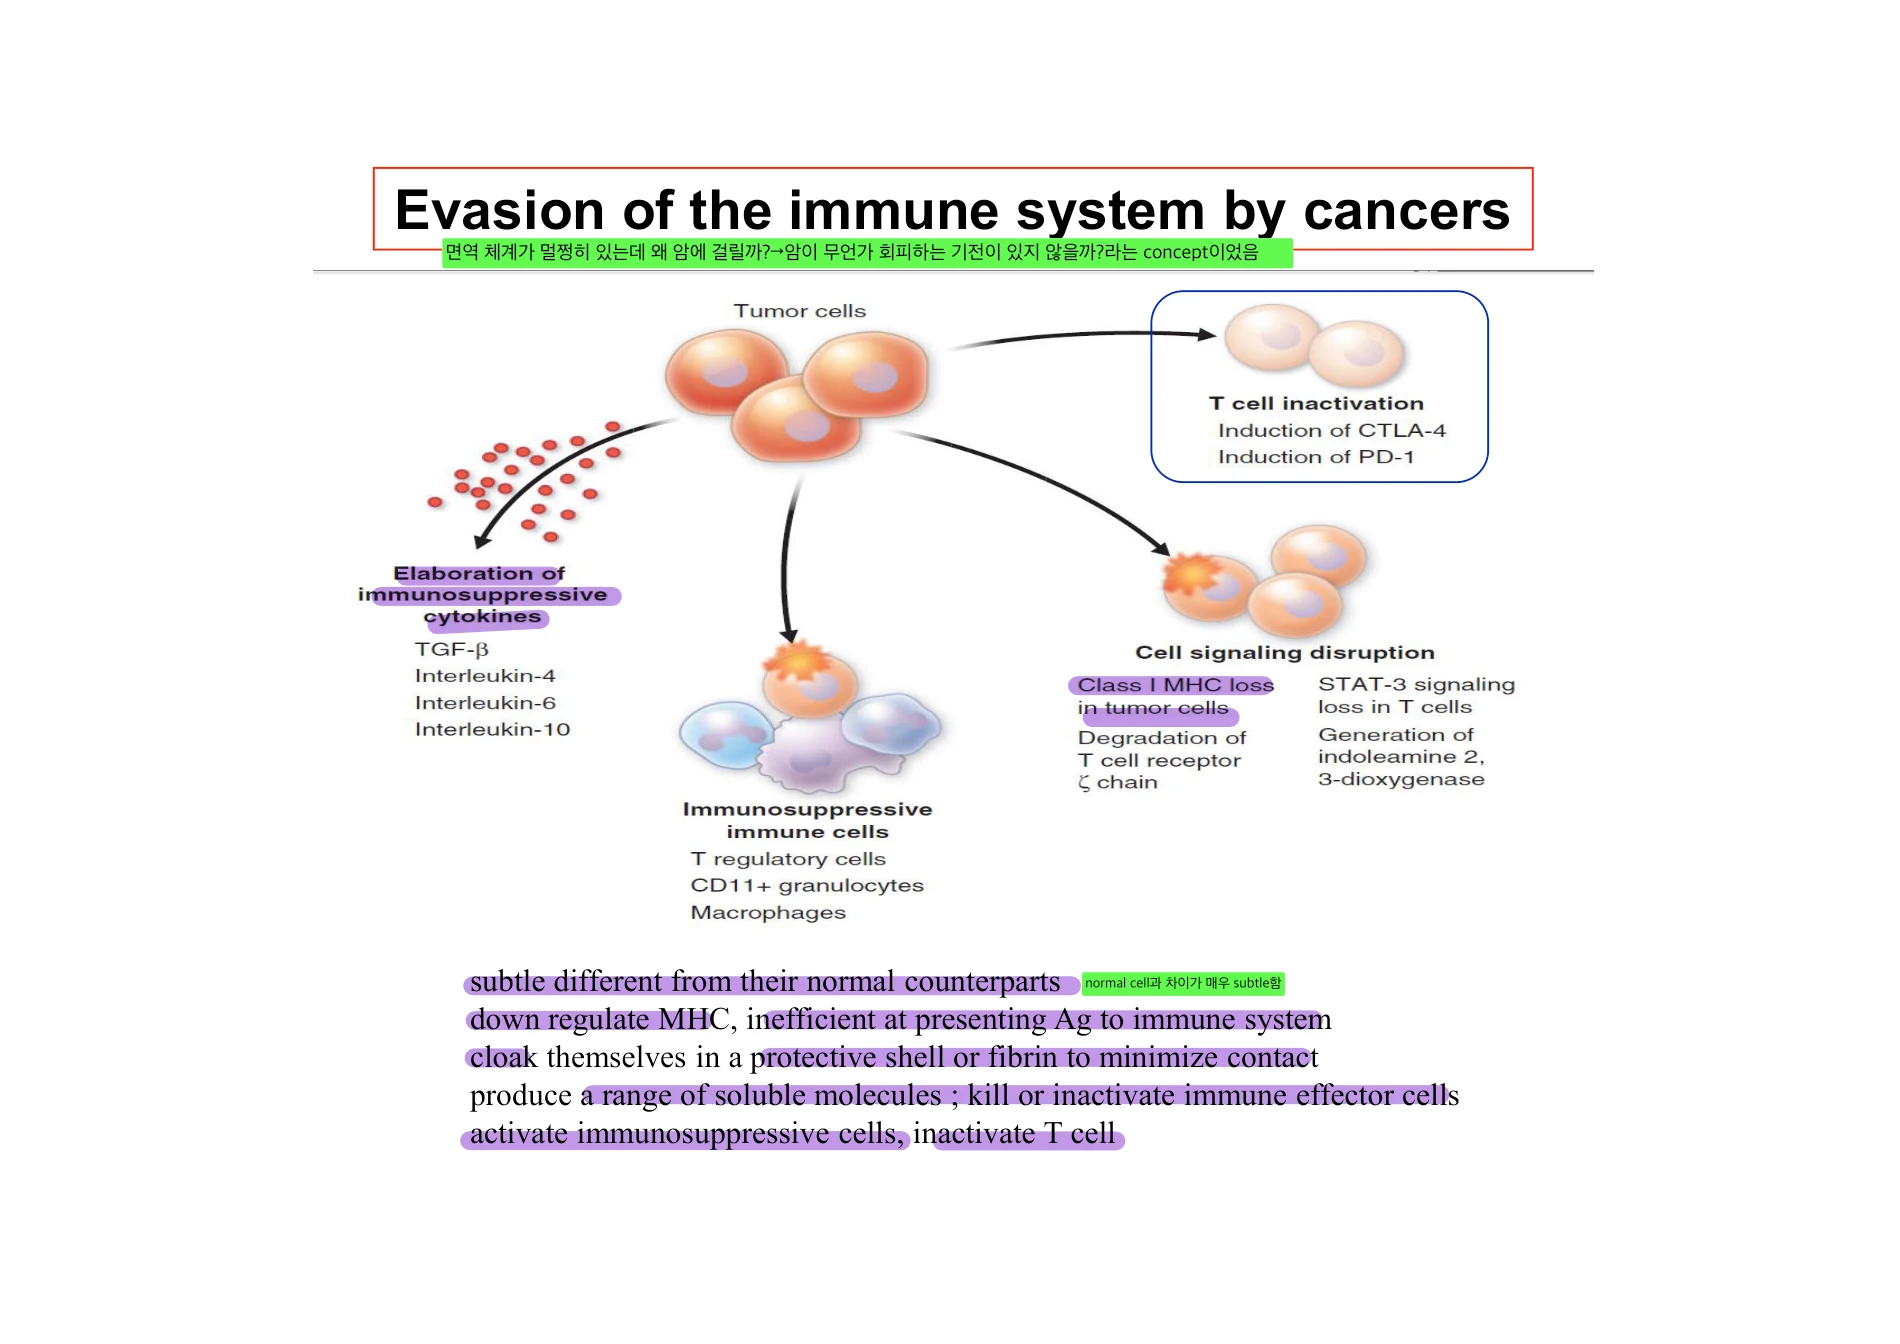 Evasion of the immune system by cancers
면역 체계가 멀쩡히 있는데 왜 암에 걸릴까?→암이 무언가 회피하는 기전이 있지 않을까?라는 concept이었음
Tumor cells
T cell inactivation
Induction of CTLA-4
Induction of PD-1
Elaboration of
immunosuppressive
cytokines
TGF-β
Interleukin-4
Interleukin-6
Interleukin-10
Immunosuppressive
immune cells
T regulatory cells
CD11+ granulocytes
Macrophages
Cell signaling disruption
Class I MHC loss
in tumor cells
Degradation of
T cell receptor
ζ chain
STAT-3 signaling
loss in T cells
Generation of
indoleamine 2,
3-dioxygenase
subtle different from their normal counterparts
normal cell과 차이가 매우 subtle함
down regulate MHC, inefficient at presenting Ag to immune system
cloak themselves in a protective shell or fibrin to minimize contact
produce a range of soluble molecules ; kill or inactivate immune effector cells
activate immunosuppressive cells, inactivate T cell